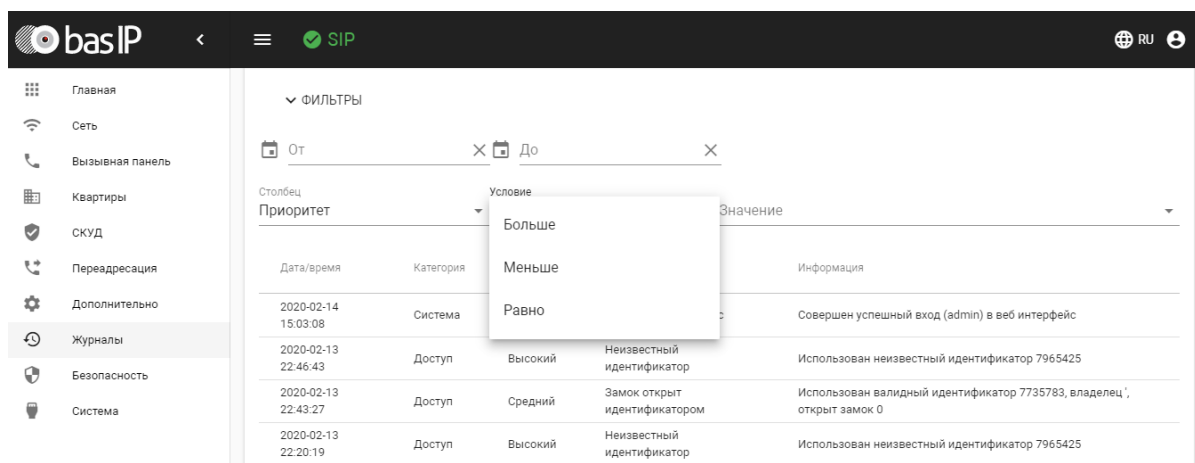 bas IP
SIP
RU
Главная
Сеть
Вызывная панель
Квартиры
СКУД
Переадресация
Дополнительно
Журналы
Безопасность
Система
ФИЛЬТРЫ
От
До
Столбец
Условие
Приоритет
Значение
Больше
Меньше
Равно
Дата/время
Категория
Информация
2020-02-14
15:03:08
Система
Совершен успешный вход (admin) в веб интерфейс
2020-02-13
22:46:43
Доступ
Высокий
Неизвестный
идентификатор
Использован неизвестный идентификатор 7965425
2020-02-13
22:43:27
Доступ
Средний
Замок открыт
идентификатором
Использован валидный идентификатор 7735783, владелец ',
открыт замок 0
2020-02-13
22:20:19
Доступ
Высокий
Неизвестный
идентификатор
Использован неизвестный идентификатор 7965425